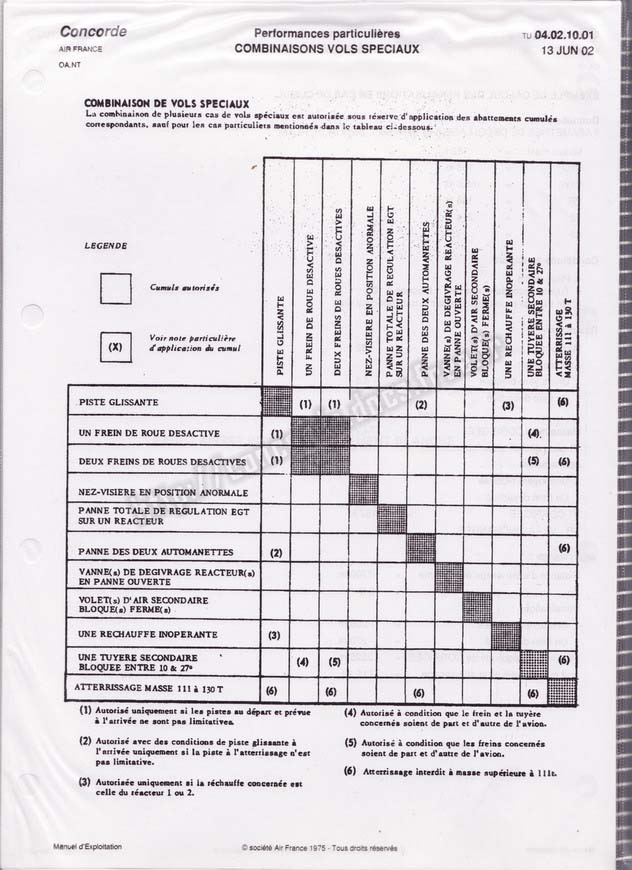 Concorde
AIR FRANCE
OA.NT
Performances particulières
COMBINAISONS VOLS SPECIAUX
TU 04.02.10.01
13 JUN 02
COMBINAISON DE VOLS SPECIAUX
La combinaison de plusieurs cas de vols spéciaux est autorisée sous réserve d'application des abattements cumulés
correspondants, sauf pour les cas particuliers mentionnés dans le tableau ci-dessous.
LEGENDE
Cumuls autorisés
(X)
Voir note particulière
d'application du cumul
PISTE GLISSANTE
UN FREIN DE ROUE DESACTIVE
DEUX FREINS DE ROUES DESACTIVES
NEZ-VISIERE EN POSITION ANORMALE
PANNE TOTALE DE REGULATION EGT
SUR UN REACTEUR
PANNE DES DEUX AUTOMANETTES
VANNE(s) DE DEGIVRAGE REACTEUR(s)
EN PANNE OUVERTE
VOLET(s) D'AIR SECONDAIRE
BLOQUE(s) FERME(s)
UNE RECHAUFFE INOPERANTE
UNE TUYERE SECONDAIRE
BLOQUEE ENTRE 10 & 27°
ATTERRISSAGE
MASSE 111 à 130 T
PISTE GLISSANTE (1) (1) (2) (3) (6)
UN FREIN DE ROUE DESACTIVE (1) (4)
DEUX FREINS DE ROUES DESACTIVES (1) (5) (6)
NEZ-VISIERE EN POSITION ANORMALE
PANNE TOTALE DE REGULATION EGT
SUR UN REACTEUR
PANNE DES DEUX AUTOMANETTES (2) (6)
VANNE(s) DE DEGIVRAGE REACTEUR(s)
EN PANNE OUVERTE
VOLET(s) D'AIR SECONDAIRE
BLOQUE(s) FERME(s)
UNE RECHAUFFE INOPERANTE (3)
UNE TUYERE SECONDAIRE
BLOQUEE ENTRE 10 & 27° (4) (5) (6)
ATTERRISSAGE MASSE 111 à 130 T (6) (6) (6) (6)
(1) Autorisé uniquement si les pistes au départ et prévue
à l'arrivée ne sont pas limitatives.
(2) Autorisé avec des conditions de piste glissante à
l'arrivée uniquement si la piste à l'atterrissage n'est
pas limitative.
(3) Autorisée uniquement si la réchauffe concernée est
celle du réacteur 1 ou 2.
(4) Autorisé à condition que le frein et la tuyère
concernés soient de part et d'autre de l'avion.
(5) Autorisé à condition que les freins concernés
soient de part et d'autre de l'avion.
(6) Atterrissage interdit à masse supérieure à 111t.
Manuel d'Exploitation
© société Air France 1975 - Tous droits réservés